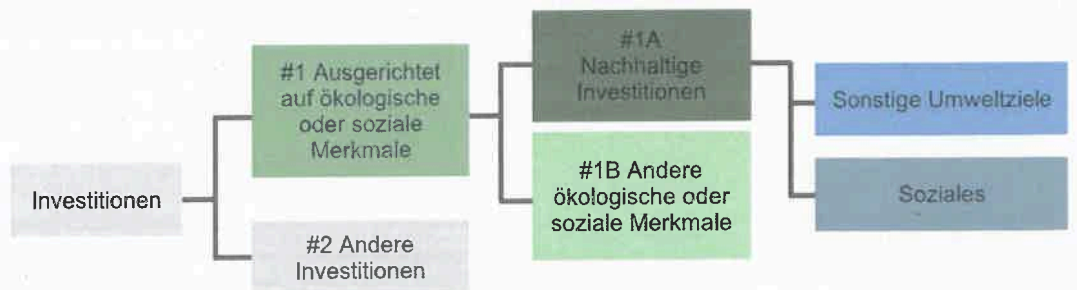 Investitionen
#1 Ausgerichtet
auf ökologische
oder soziale
Merkmale
#2 Andere
Investitionen
#1A
Nachhaltige
Investitionen
#1B Andere
ökologische oder
soziale Merkmale
Sonstige Umweltziele
Soziales